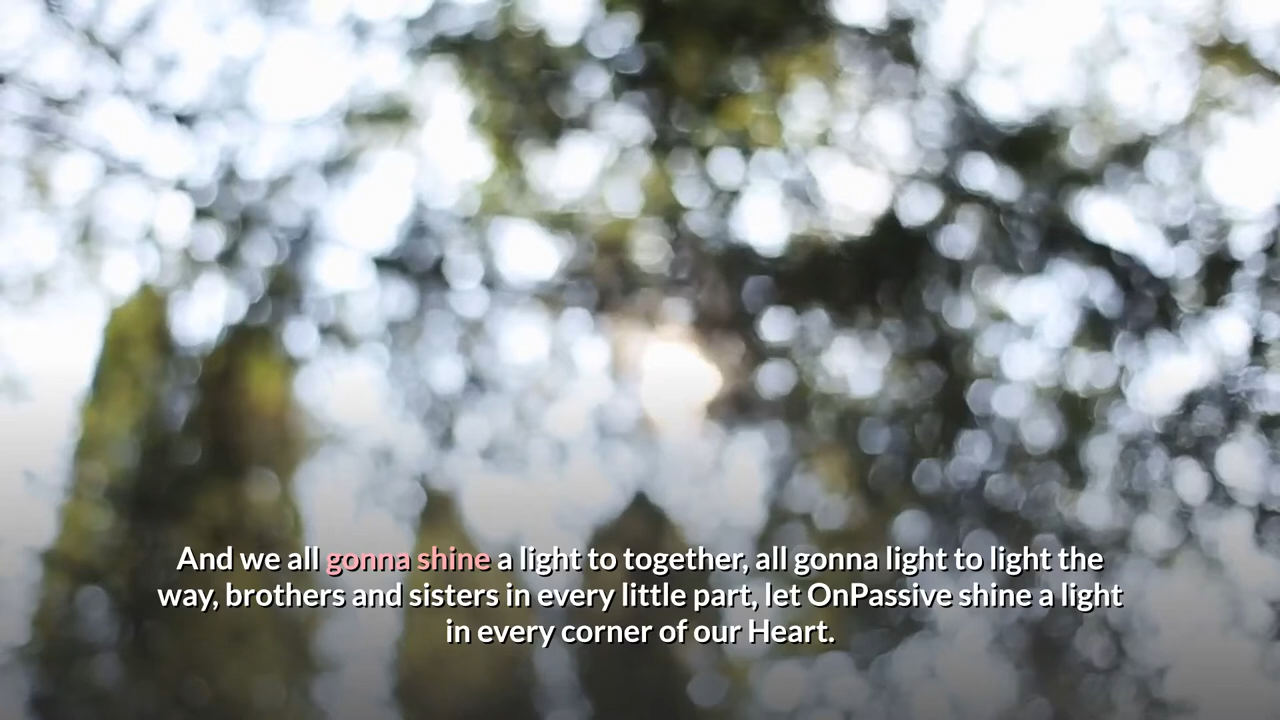 And we all gonna shine a light to together, all gonna light to light the
way, brothers and sisters in every little part, let OnPassive shine a light
in every corner of our Heart.